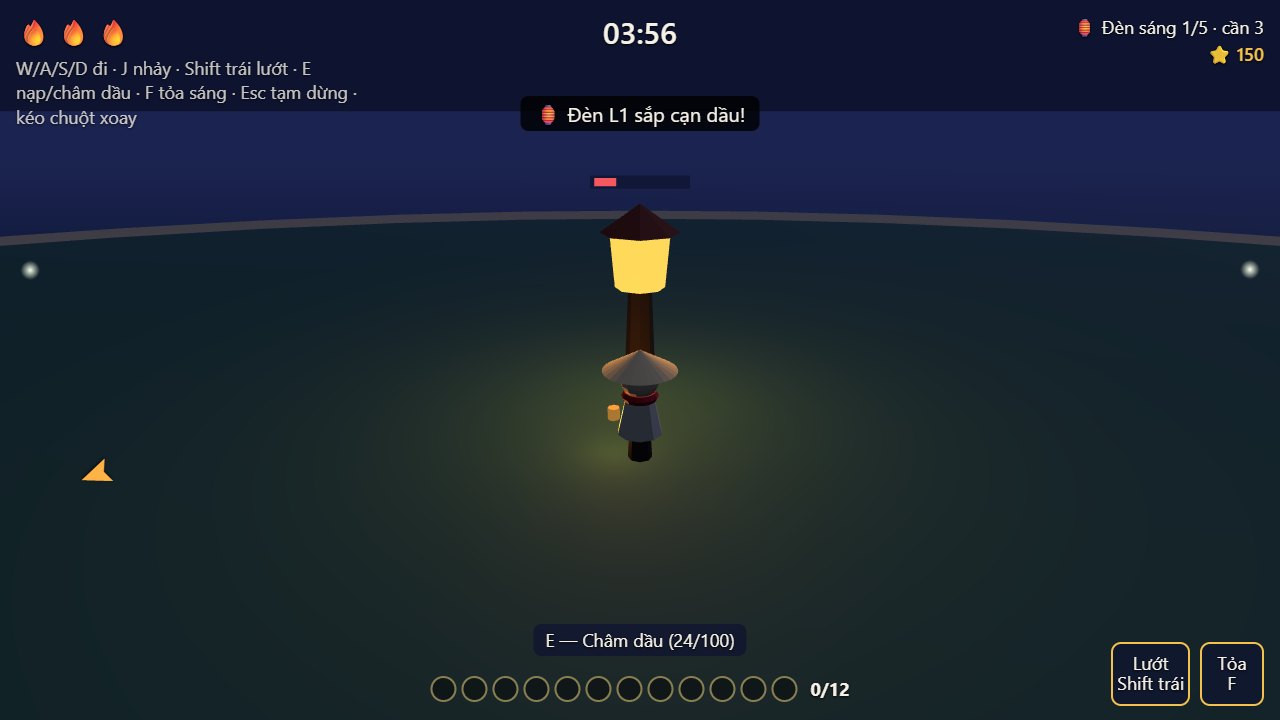 03:56
Đèn sáng 1/5 · cần 3
150
W/A/S/D đi · J nhảy · Shift trái lướt · E
nạp/châm dầu · F tỏa sáng · Esc tạm dừng ·
kéo chuột xoay
Đèn L1 sắp cạn dầu!
E — Châm dầu (24/100)
0/12
Lướt
Shift trái
Tỏa
F